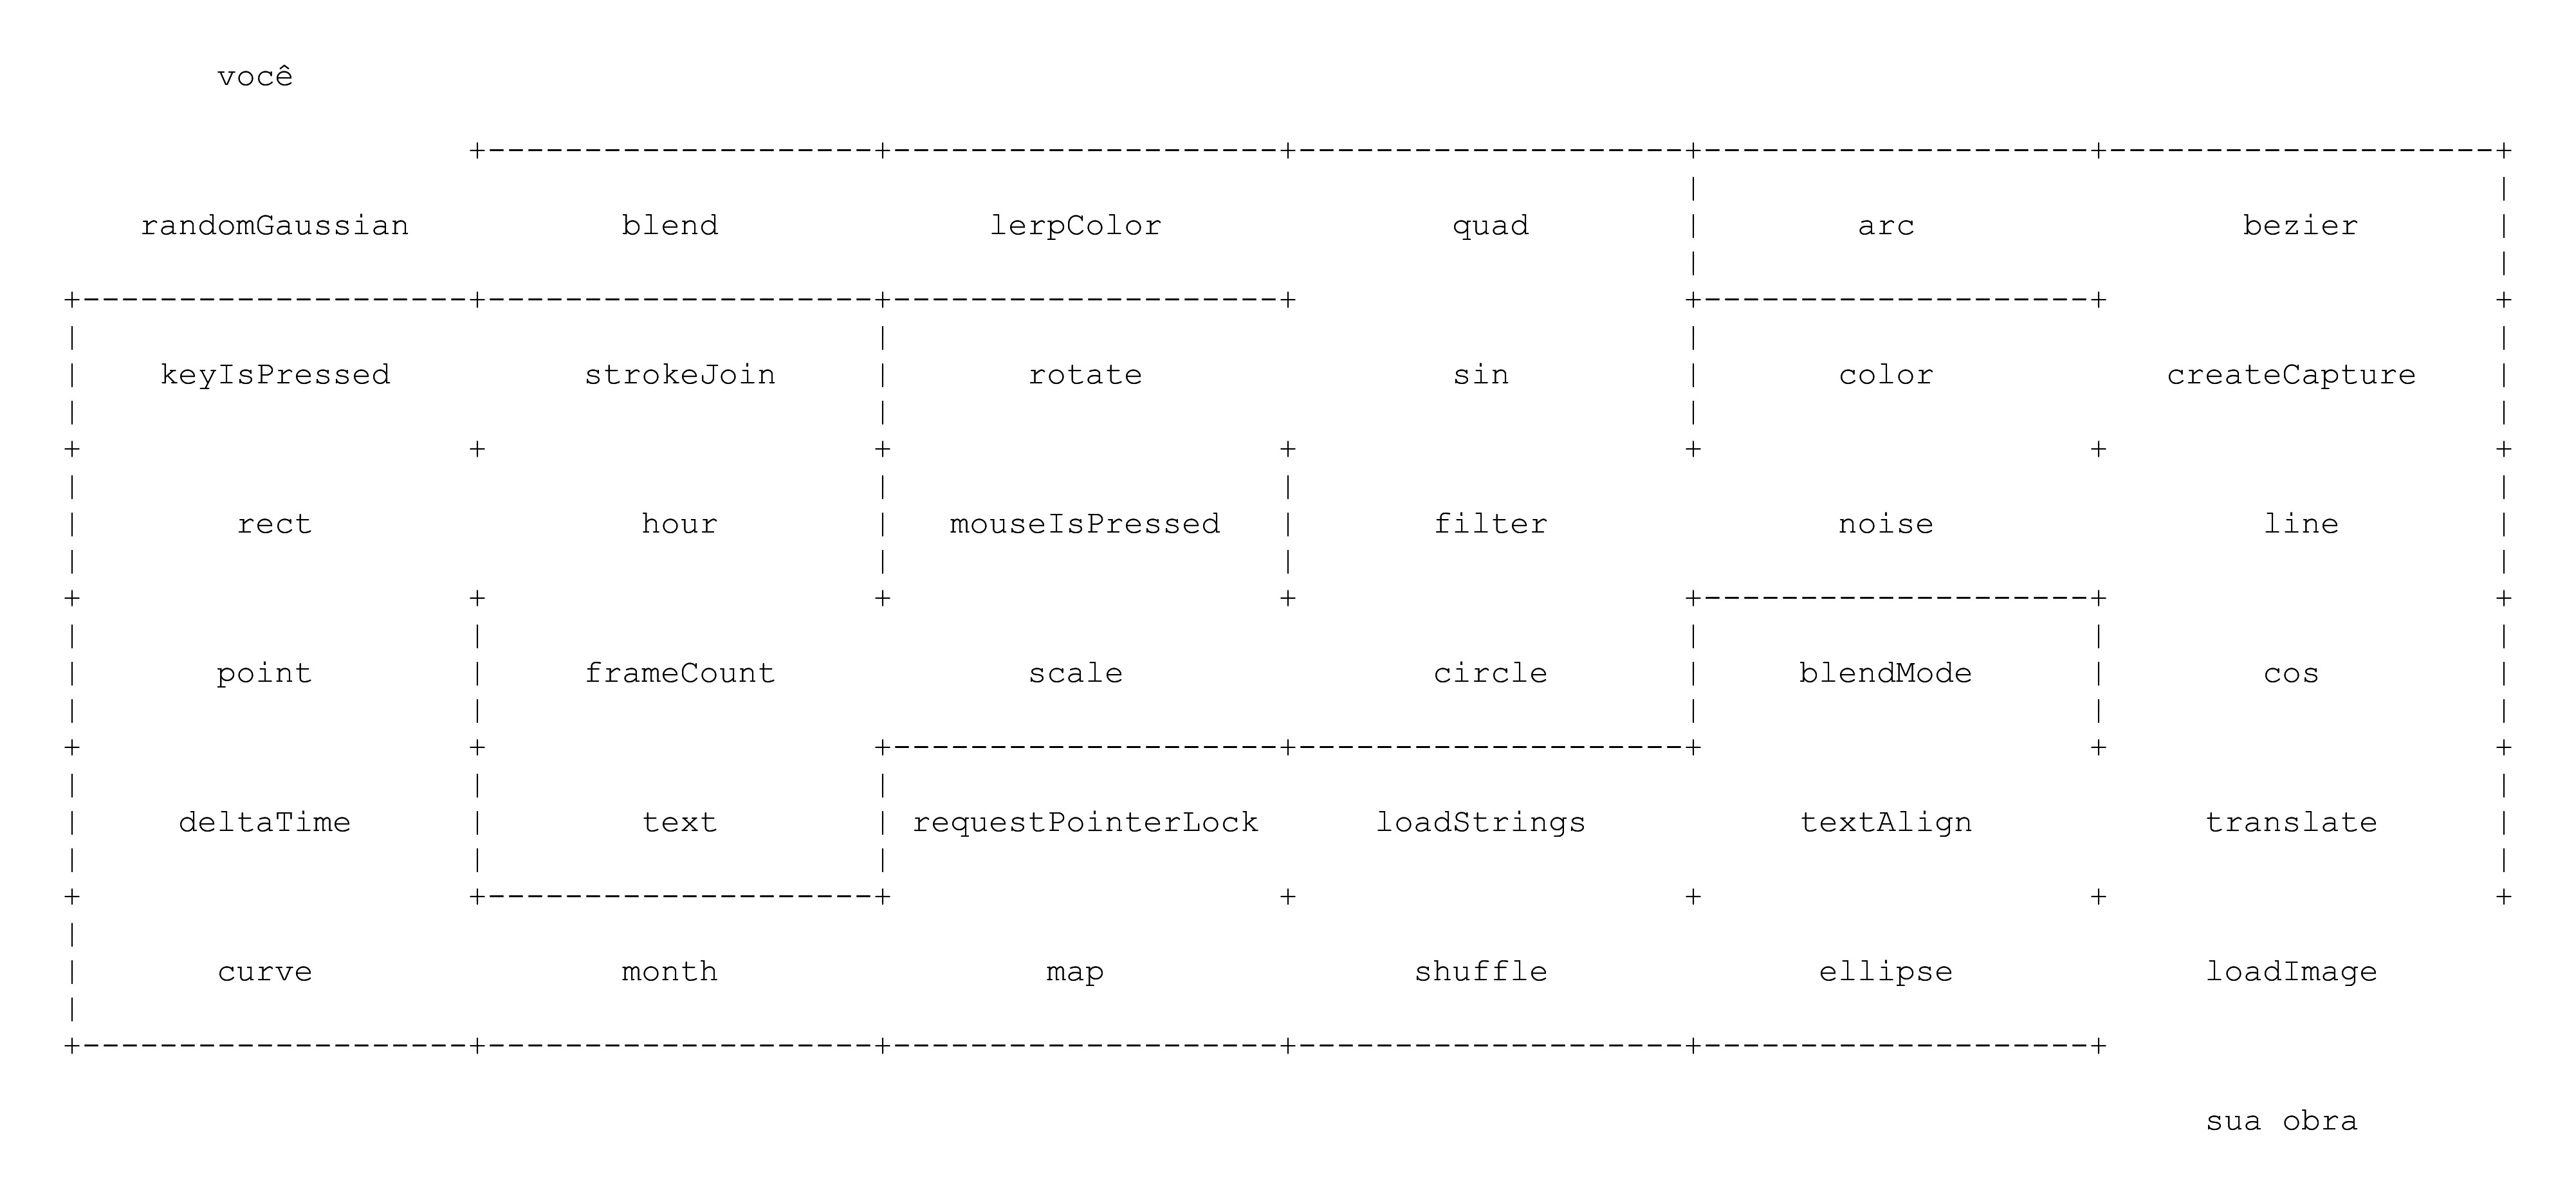 você
randomGaussian blend lerpColor quad arc bezier
keyIsPressed strokeJoin rotate sin color createCapture
rect hour mouseIsPressed filter noise line
point frameCount scale circle blendMode cos
deltaTime text requestPointerLock loadStrings textAlign translate
curve month map shuffle ellipse loadImage
sua obra